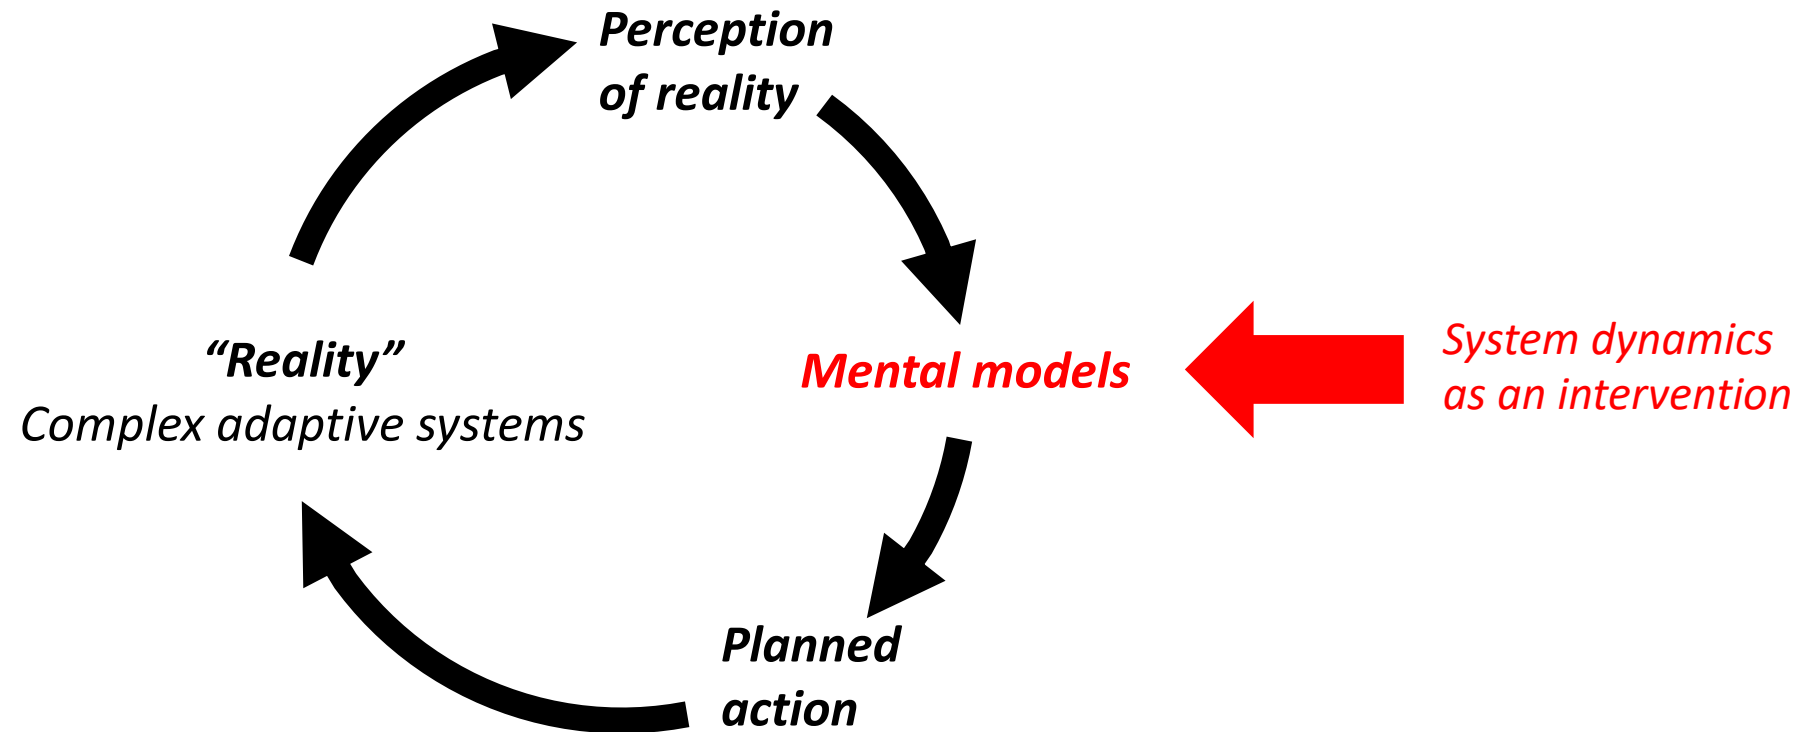 Perception
of reality
“Reality”
Complex adaptive systems
Mental models
System dynamics
as an intervention
Planned
action